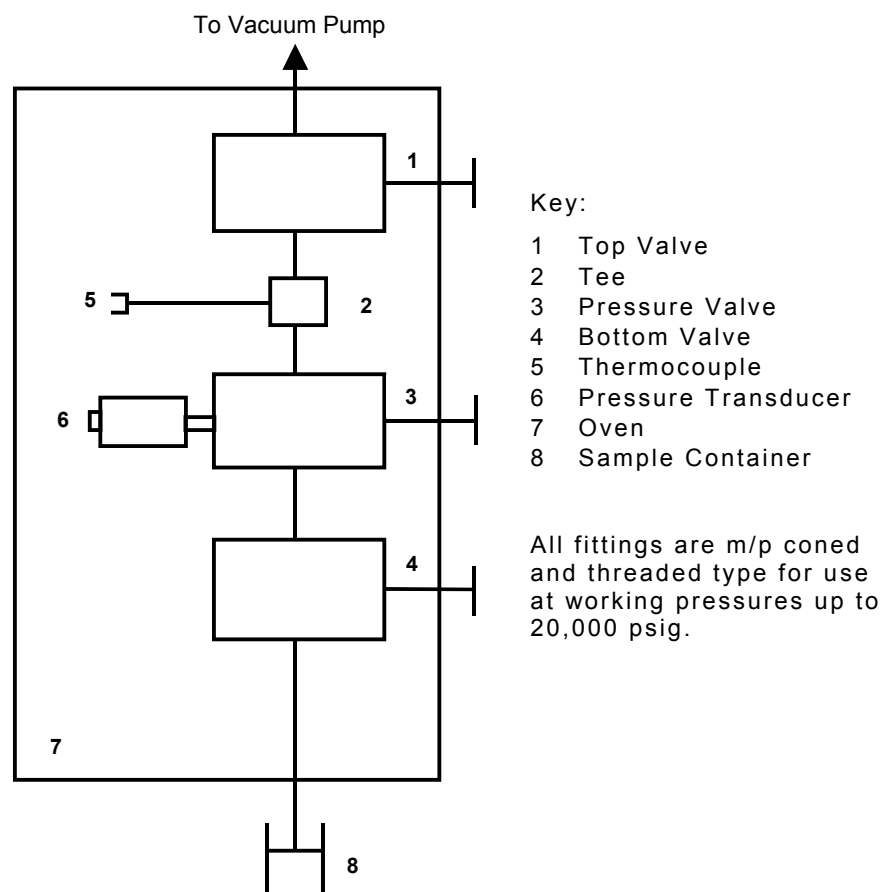 To Vacuum Pump
1
5
2
6
3
4
7
8
Key:
1 Top Valve
2 Tee
3 Pressure Valve
4 Bottom Valve
5 Thermocouple
6 Pressure Transducer
7 Oven
8 Sample Container
All fittings are m/p coned
and threaded type for use
at working pressures up to
20,000 psig.